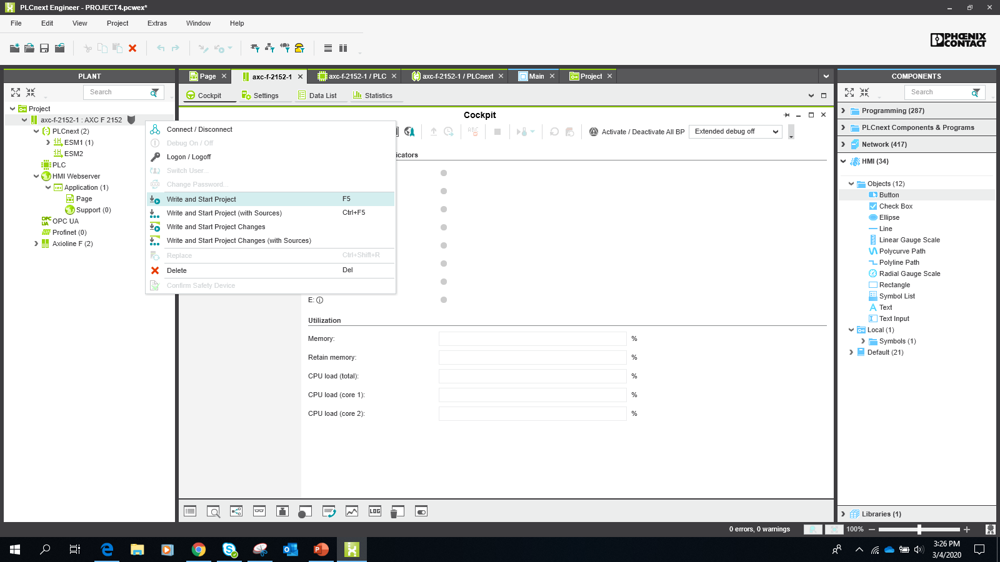 PLCnext Engineer - PROJECT4.pcwex*
File Edit View Project Extras Window Help
PHŒNIX
CONTACT
PLANT
Search
Project
axc-f-2152-1 : AXC F 2152
PLCnext (2)
ESM1 (1)
ESM2
PLC
HMI Webserver
Application (1)
Page
Support (0)
OPC UA
OPC UA
Profinet (0)
Axioline F (2)
Page
axc-f-2152-1
axc-f-2152-1 / PLC
axc-f-2152-1 / PLCnext
Main
Project
Cockpit Settings Data List Statistics
Cockpit
Activate / Deactivate All BP Extended debug off
Connect / Disconnect
Debug On / Off
Logon / Logoff
Switch User...
Change Password...
Write and Start Project F5
Write and Start Project (with Sources) Ctrl+F5
Write and Start Project Changes
Write and Start Project Changes (with Sources)
Replace Ctrl+Shift+R
Delete Del
Confirm Safety Device
icators
E:
Utilization
Memory: %
Retain memory: %
CPU load (total): %
CPU load (core 1): %
CPU load (core 2): %
LOG
COMPONENTS
Search
Programming (287)
PLCnext Components & Programs
Network (417)
HMI (34)
Objects (12)
Button
Check Box
Ellipse
Line
Linear Gauge Scale
Polycurve Path
Polyline Path
Radial Gauge Scale
Rectangle
Symbol List
Text
Text Input
Local (1)
Symbols (1)
Default (21)
Libraries (1)
0 errors, 0 warnings 100%
3:26 PM
3/4/2020